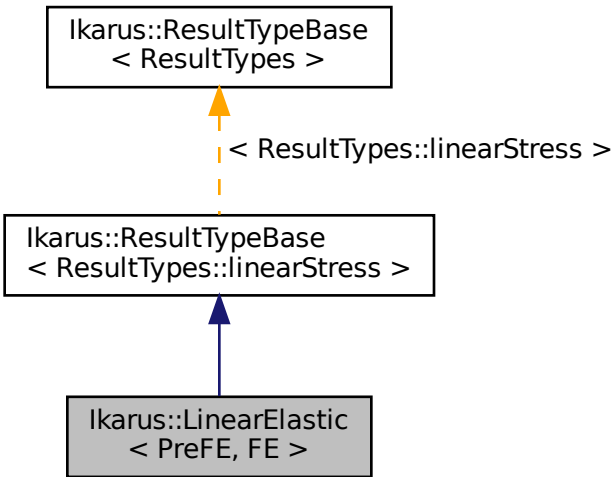 Ikarus::ResultTypeBase
< ResultTypes >
< ResultTypes::linearStress >
Ikarus::ResultTypeBase
< ResultTypes::linearStress >
Ikarus::LinearElastic
< PreFE, FE >